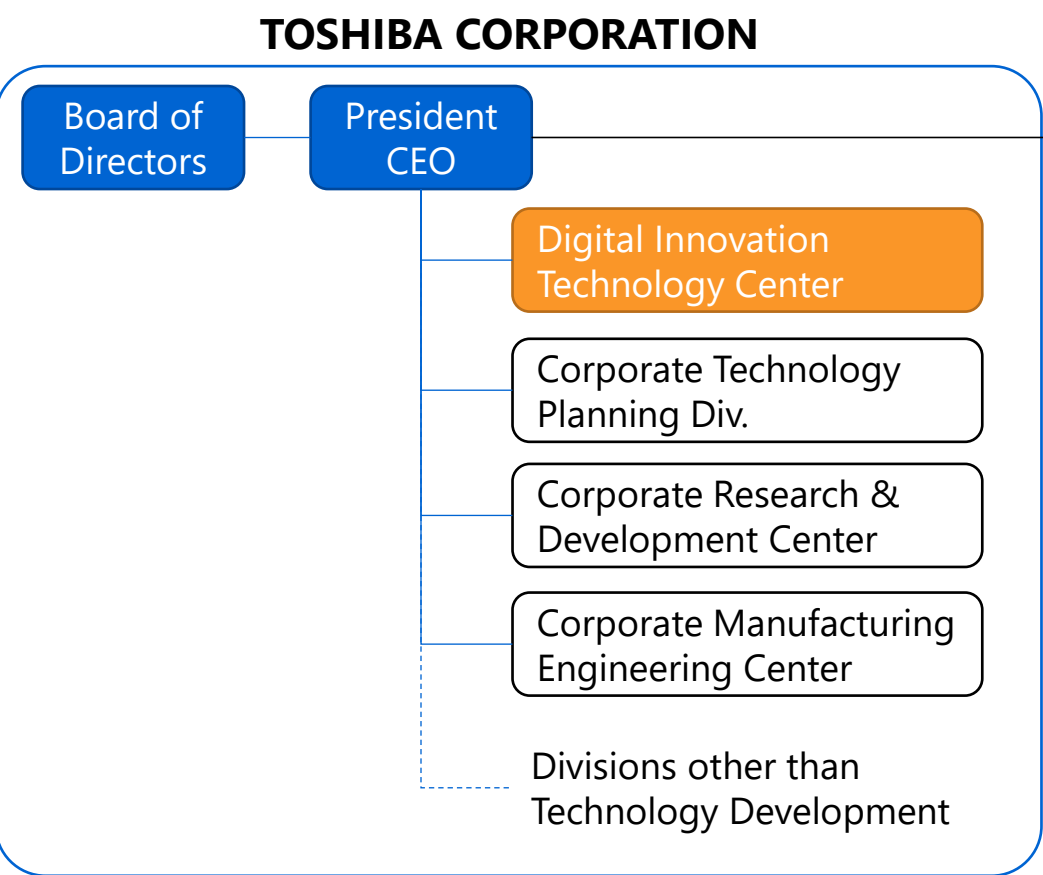 TOSHIBA CORPORATION
Board of
Directors
President
CEO
Digital Innovation
Technology Center
Corporate Technology
Planning Div.
Corporate Research &
Development Center
Corporate Manufacturing
Engineering Center
Divisions other than
Technology Development